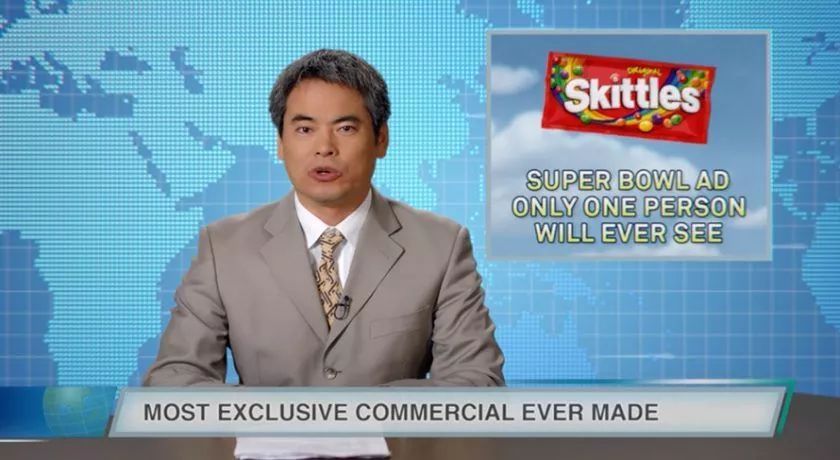 ORIGINAL
Skittles
SUPER BOWL AD
ONLY ONE PERSON
WILL EVER SEE
MOST EXCLUSIVE COMMERCIAL EVER MADE